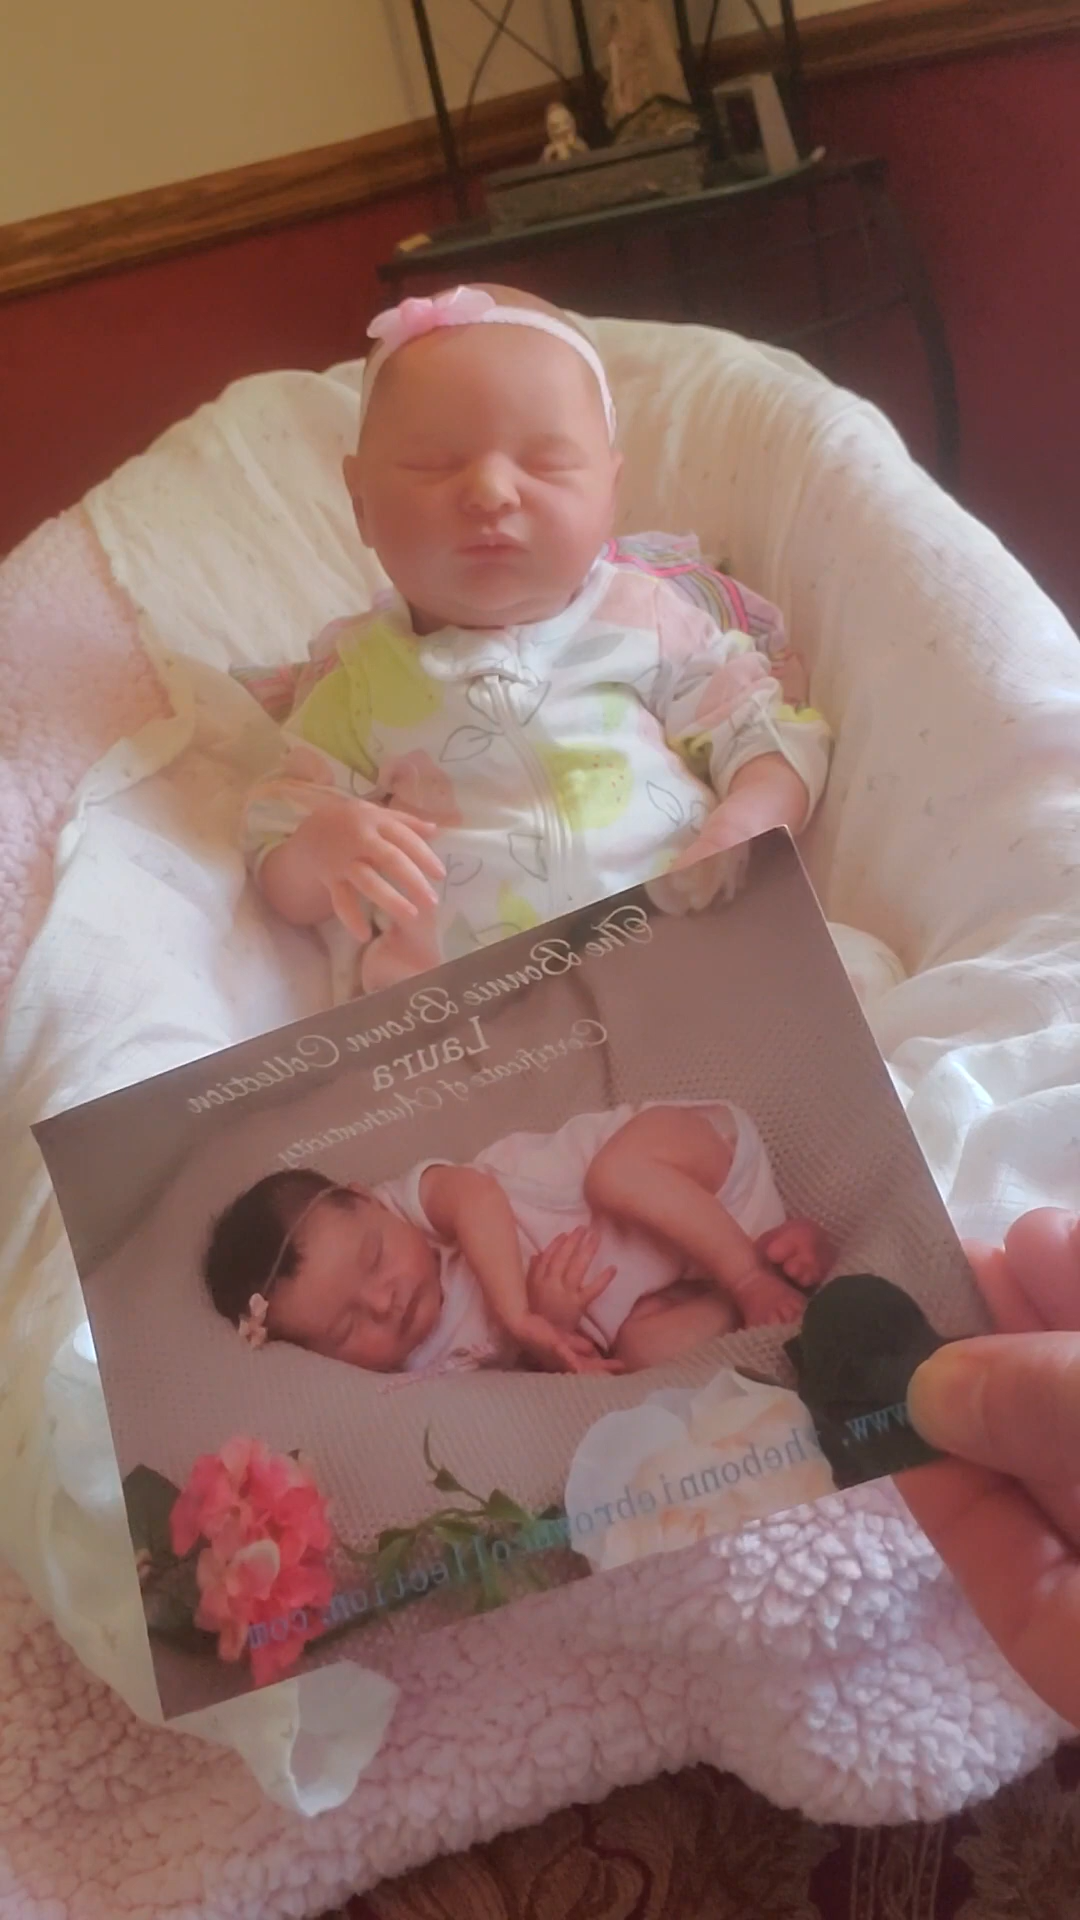 The Bonnie Brown Collection
Laura
Certificate of Authenticity
www.thebonniebrowncollection.com